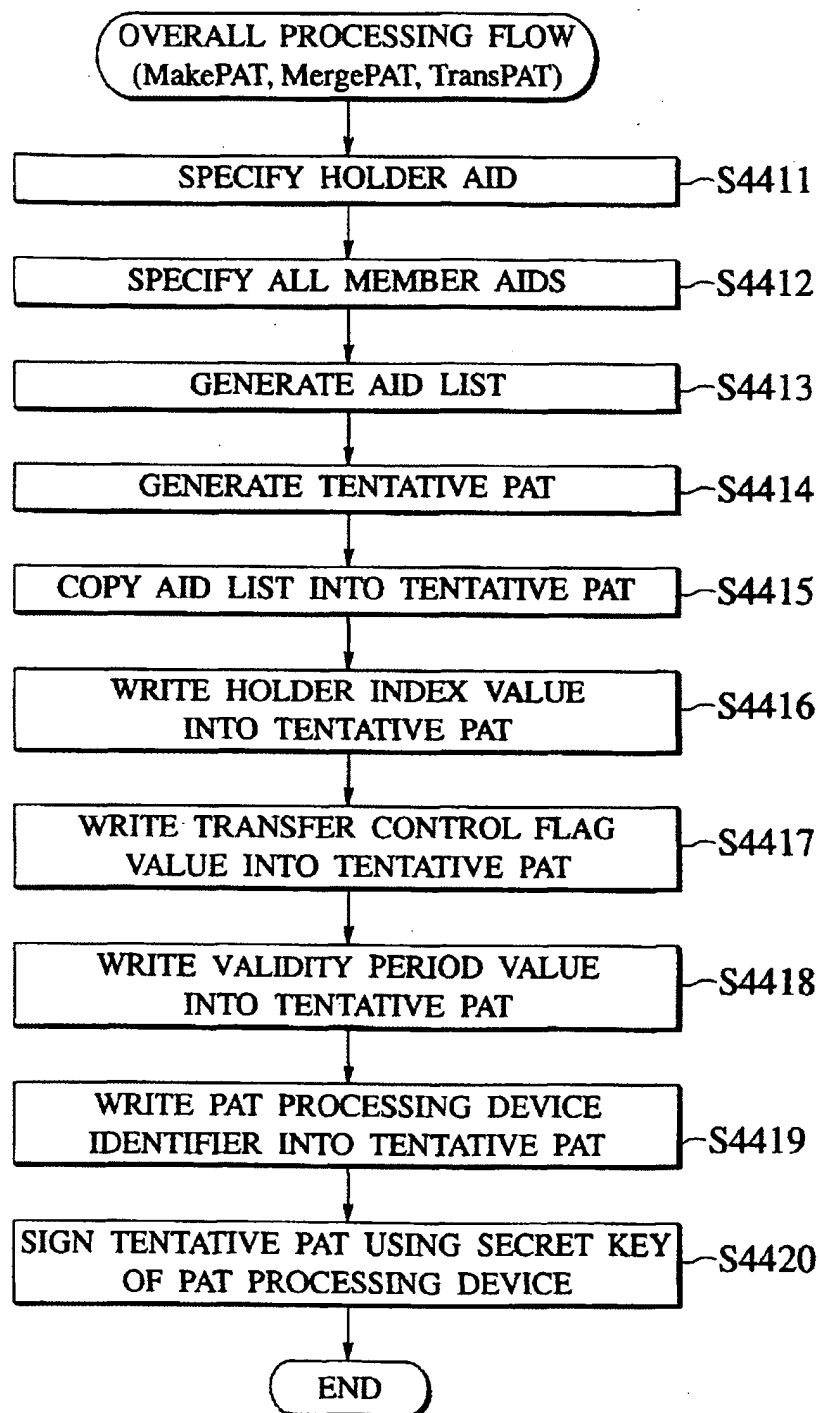 OVERALL PROCESSING FLOW
(MakePAT, MergePAT, TransPAT)
SPECIFY HOLDER AID
S4411
SPECIFY ALL MEMBER AIDS
S4412
GENERATE AID LIST
S4413
GENERATE TENTATIVE PAT
S4414
COPY AID LIST INTO TENTATIVE PAT
S4415
WRITE HOLDER INDEX VALUE
INTO TENTATIVE PAT
S4416
WRITE TRANSFER CONTROL FLAG
VALUE INTO TENTATIVE PAT
S4417
WRITE VALIDITY PERIOD VALUE
INTO TENTATIVE PAT
S4418
WRITE PAT PROCESSING DEVICE
IDENTIFIER INTO TENTATIVE PAT
S4419
SIGN TENTATIVE PAT USING SECRET KEY
OF PAT PROCESSING DEVICE
S4420
END